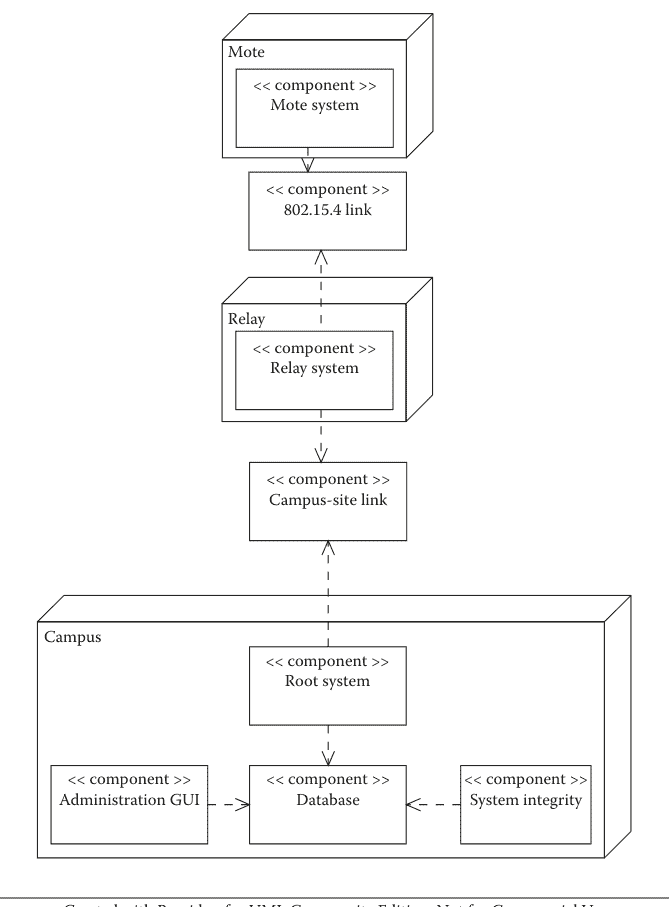 Mote
<< component >>
Mote system
<< component >>
802.15.4 link
Relay
<< component >>
Relay system
<< component >>
Campus-site link
Campus
<< component >>
Root system
<< component >>
Administration GUI
<< component >>
Database
<< component >>
System integrity